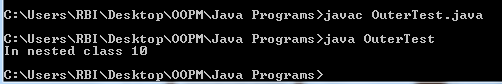 C:\Users\RBI\Desktop\OOPM\Java Programs>javac OuterTest.java
C:\Users\RBI\Desktop\OOPM\Java Programs>java OuterTest
In nested class 10
C:\Users\RBI\Desktop\OOPM\Java Programs>